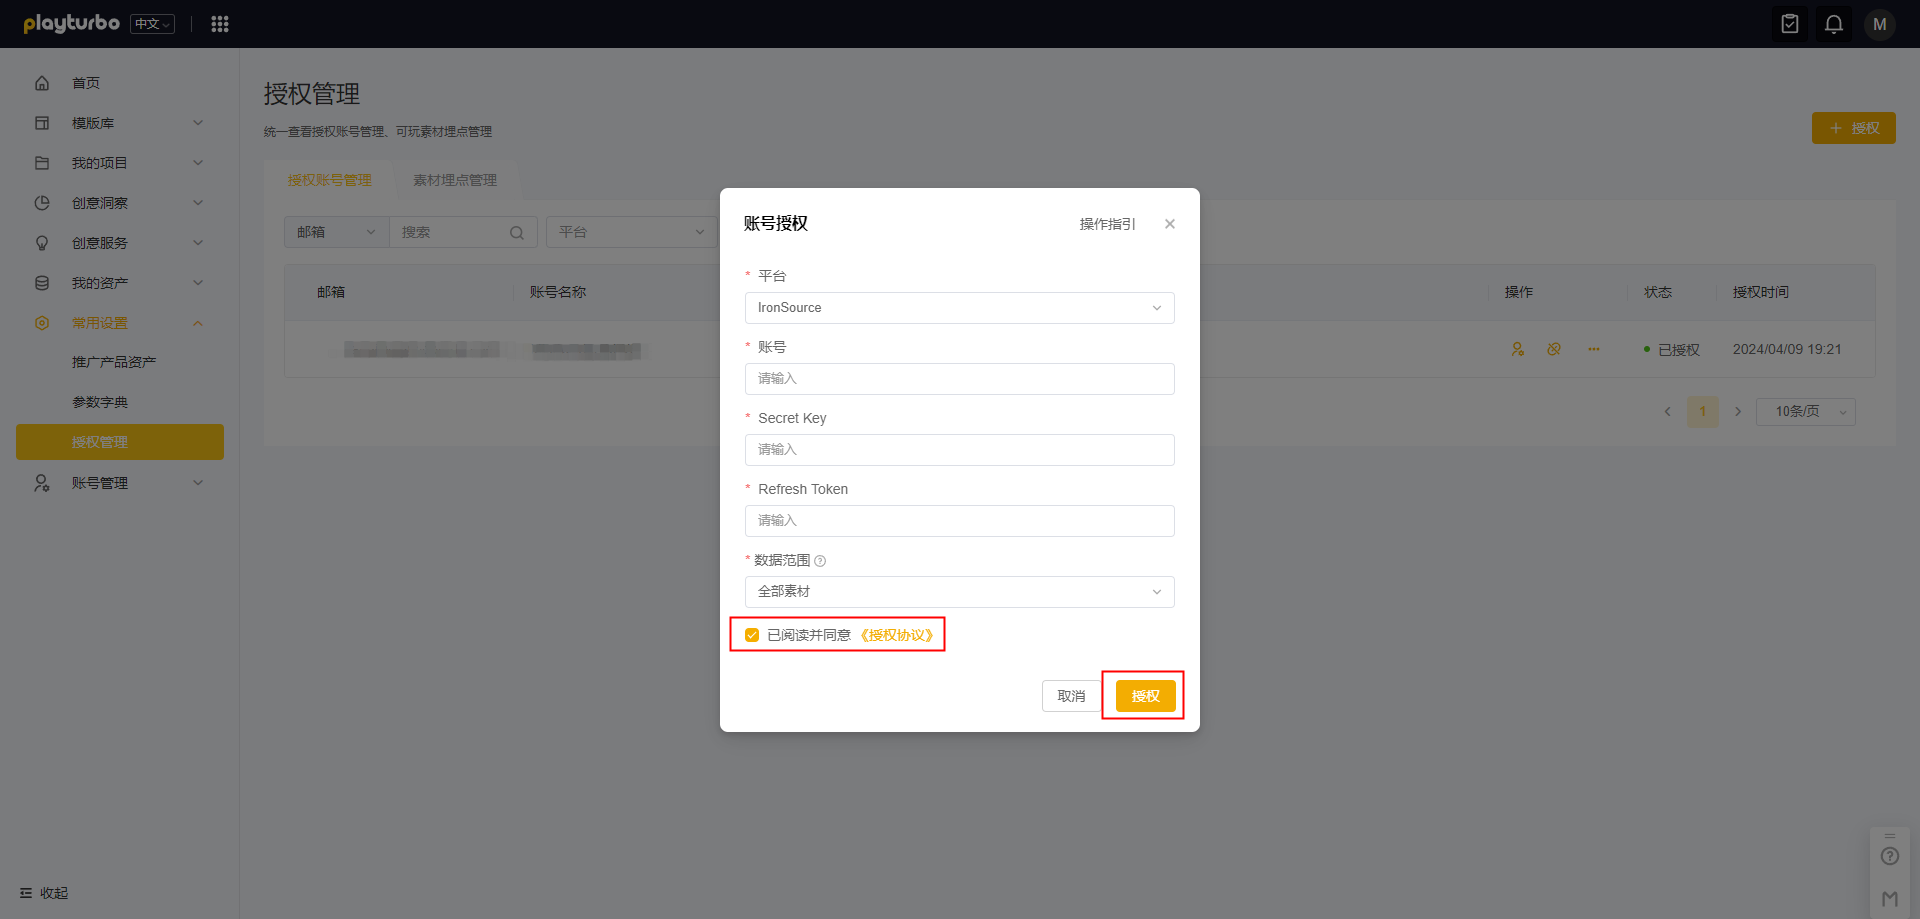 playturbo 中文 M
首页
模版库
我的项目
创意洞察
创意服务
我的资产
常用设置
推广产品资产
参数字典
授权管理
账号管理
收起
授权管理
统一查看授权账号管理、可玩素材埋点管理
+ 授权
授权账号管理 素材埋点管理
邮箱 搜索 平台
邮箱 账号名称 操作 状态 授权时间
已授权 2024/04/09 19:21
1 10条/页
账号授权 操作指引
* 平台
IronSource
* 账号
请输入
* Secret Key
请输入
* Refresh Token
请输入
* 数据范围
全部素材
已阅读并同意《授权协议》
取消 授权